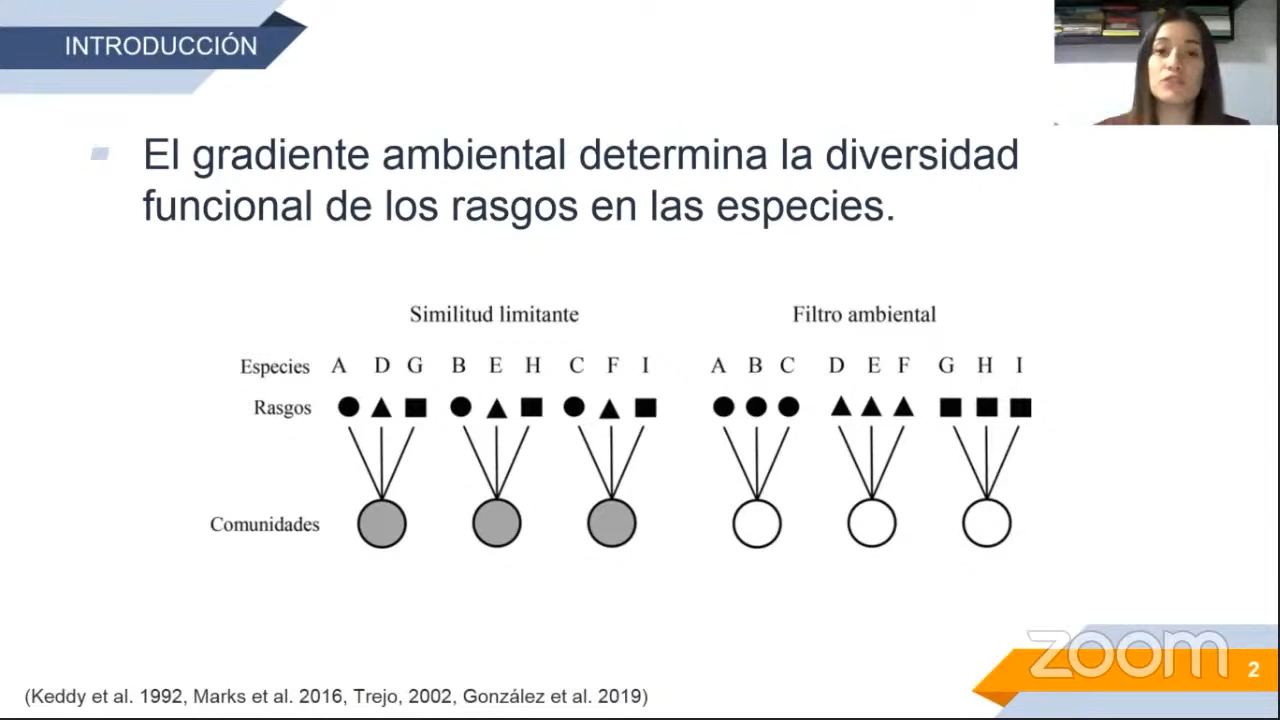 INTRODUCCIÓN
El gradiente ambiental determina la diversidad
funcional de los rasgos en las especies.
Similitud limitante Filtro ambiental
Especies A D G B E H C F I A B C D E F G H I
Rasgos
Comunidades
zoom
2
(Keddy et al. 1992, Marks et al. 2016, Trejo, 2002, González et al. 2019)